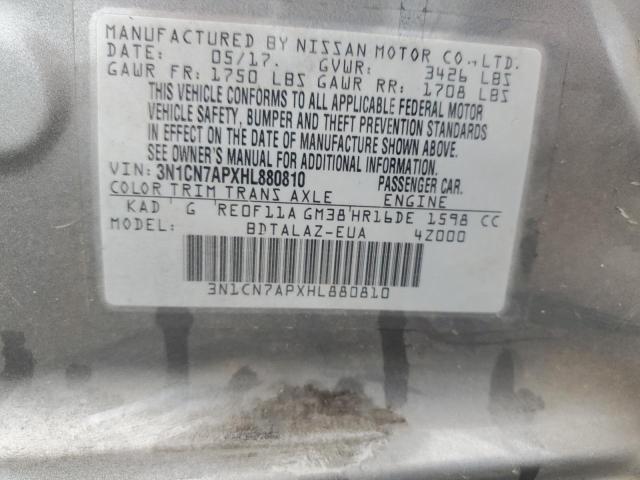 MANUFACTURED BY NISSAN MOTOR CO.,LTD.
DATE: 05/17. GVWR: 3426 LBS
GAWR FR: 1750 LBS GAWR RR: 1708 LBS
THIS VEHICLE CONFORMS TO ALL APPLICABLE FEDERAL MOTOR
VEHICLE SAFETY, BUMPER AND THEFT PREVENTION STANDARDS
IN EFFECT ON THE DATE OF MANUFACTURE SHOWN ABOVE.
SEE OWNER'S MANUAL FOR ADDITIONAL INFORMATION.
VIN: 3N1CN7APXHL880810 PASSENGER CAR.
COLOR TRIM TRANS AXLE ENGINE
KAD G RE0F11A GM38 HR16DE 1598 CC
MODEL: BDTALAZ-EUA 4Z000
3N1CN7APXHL880810